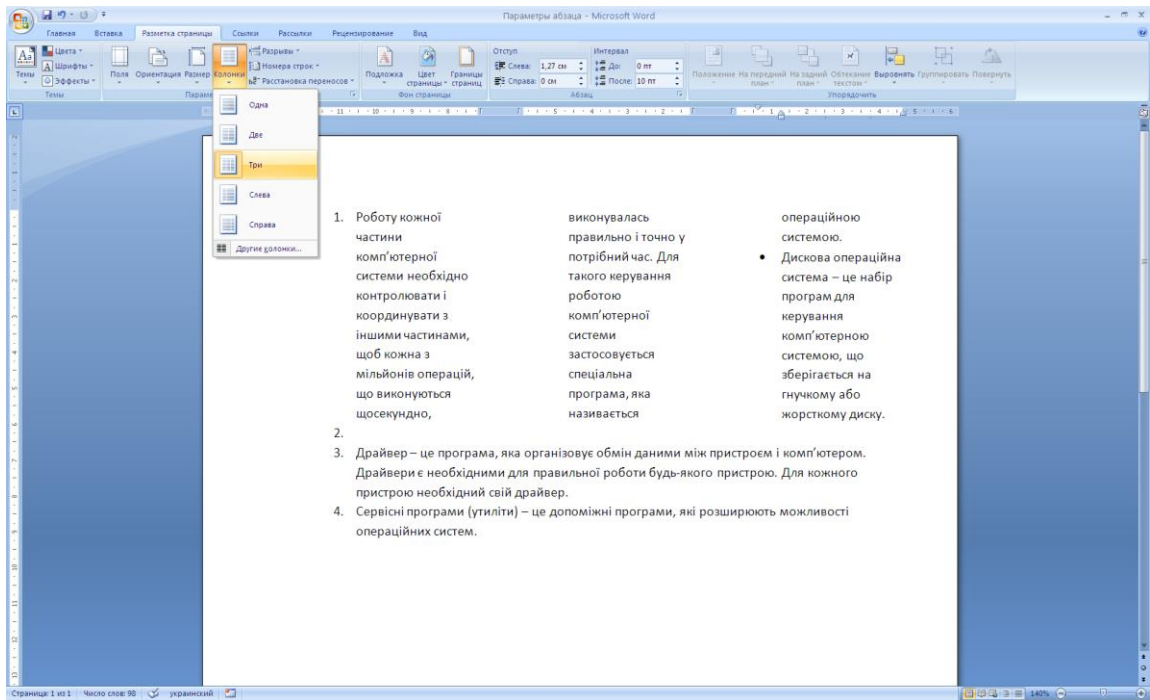 Параметры абзаца - Microsoft Word
Главная Вставка Разметка страницы Ссылки Рассылки Рецензирование Вид
Цвета
Шрифты
Эффекты
Темы
Темы
Поля Ориентация Размер Колонки
Разрывы
Номера строк
Расстановка переносов
Подложка Цвет страницы Границы страниц
Фон страницы
Отступ
Слева: 1,27 см
Справа: 0 см
Интервал
До: 0 пт
После: 10 пт
Абзац
Положение На передний план На задний план Обтекание текстом Выровнять Группировать Повернуть
Упорядочить
Одна
Две
Три
Слева
Справа
Другие колонки...
1. Роботу кожної
частини
комп'ютерної
системи необхідно
контролювати і
координувати з
іншими частинами,
щоб кожна з
мільйонів операцій,
що виконуються
щосекундно,
виконувалась
правильно і точно у
потрібний час. Для
такого керування
роботою
комп'ютерної
системи
застосовується
спеціальна
програма, яка
називається
операційною
системою.
• Дискова операційна
система – це набір
програм для
керування
комп'ютерною
системою, що
зберігається на
гнучкому або
жорсткому диску.
2.
3. Драйвер – це програма, яка організовує обмін даними між пристроєм і комп'ютером.
Драйвери є необхідними для правильної роботи будь-якого пристрою. Для кожного
пристрою необхідний свій драйвер.
4. Сервісні програми (утиліти) – це допоміжні програми, які розширюють можливості
операційних систем.
Страница: 1 из 1 Число слов: 98 украинский 140%